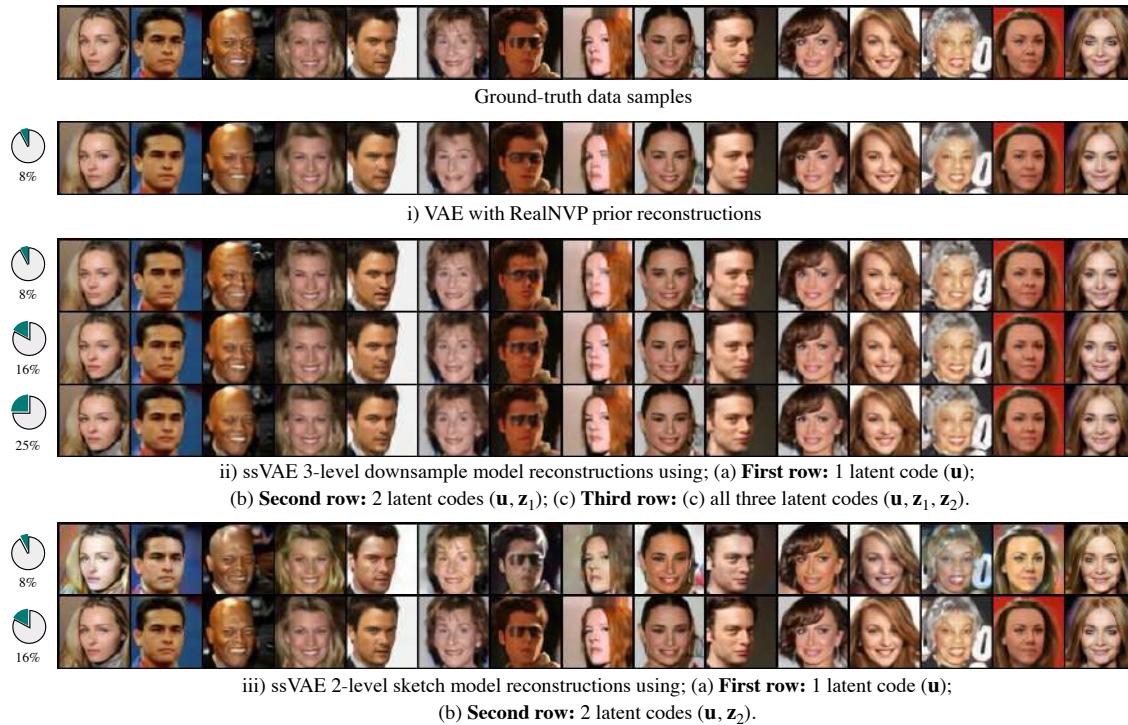 Ground-truth data samples
8%
i) VAE with RealNVP prior reconstructions
8%
16%
25%
ii) ssVAE 3-level downsample model reconstructions using; (a) First row: 1 latent code (u);
(b) Second row: 2 latent codes (u, z₁); (c) Third row: (c) all three latent codes (u, z₁, z₂).
8%
16%
iii) ssVAE 2-level sketch model reconstructions using; (a) First row: 1 latent code (u);
(b) Second row: 2 latent codes (u, z₂).